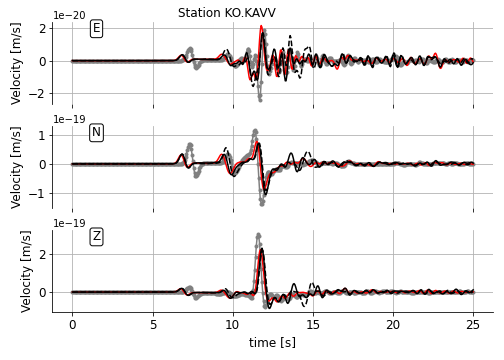 Station KO.KAVV
1e−20
E
2
0
−2
Velocity [m/s]
1e−19
N
1
0
−1
Velocity [m/s]
1e−19
Z
2
0
Velocity [m/s]
0 5 10 15 20 25
time [s]